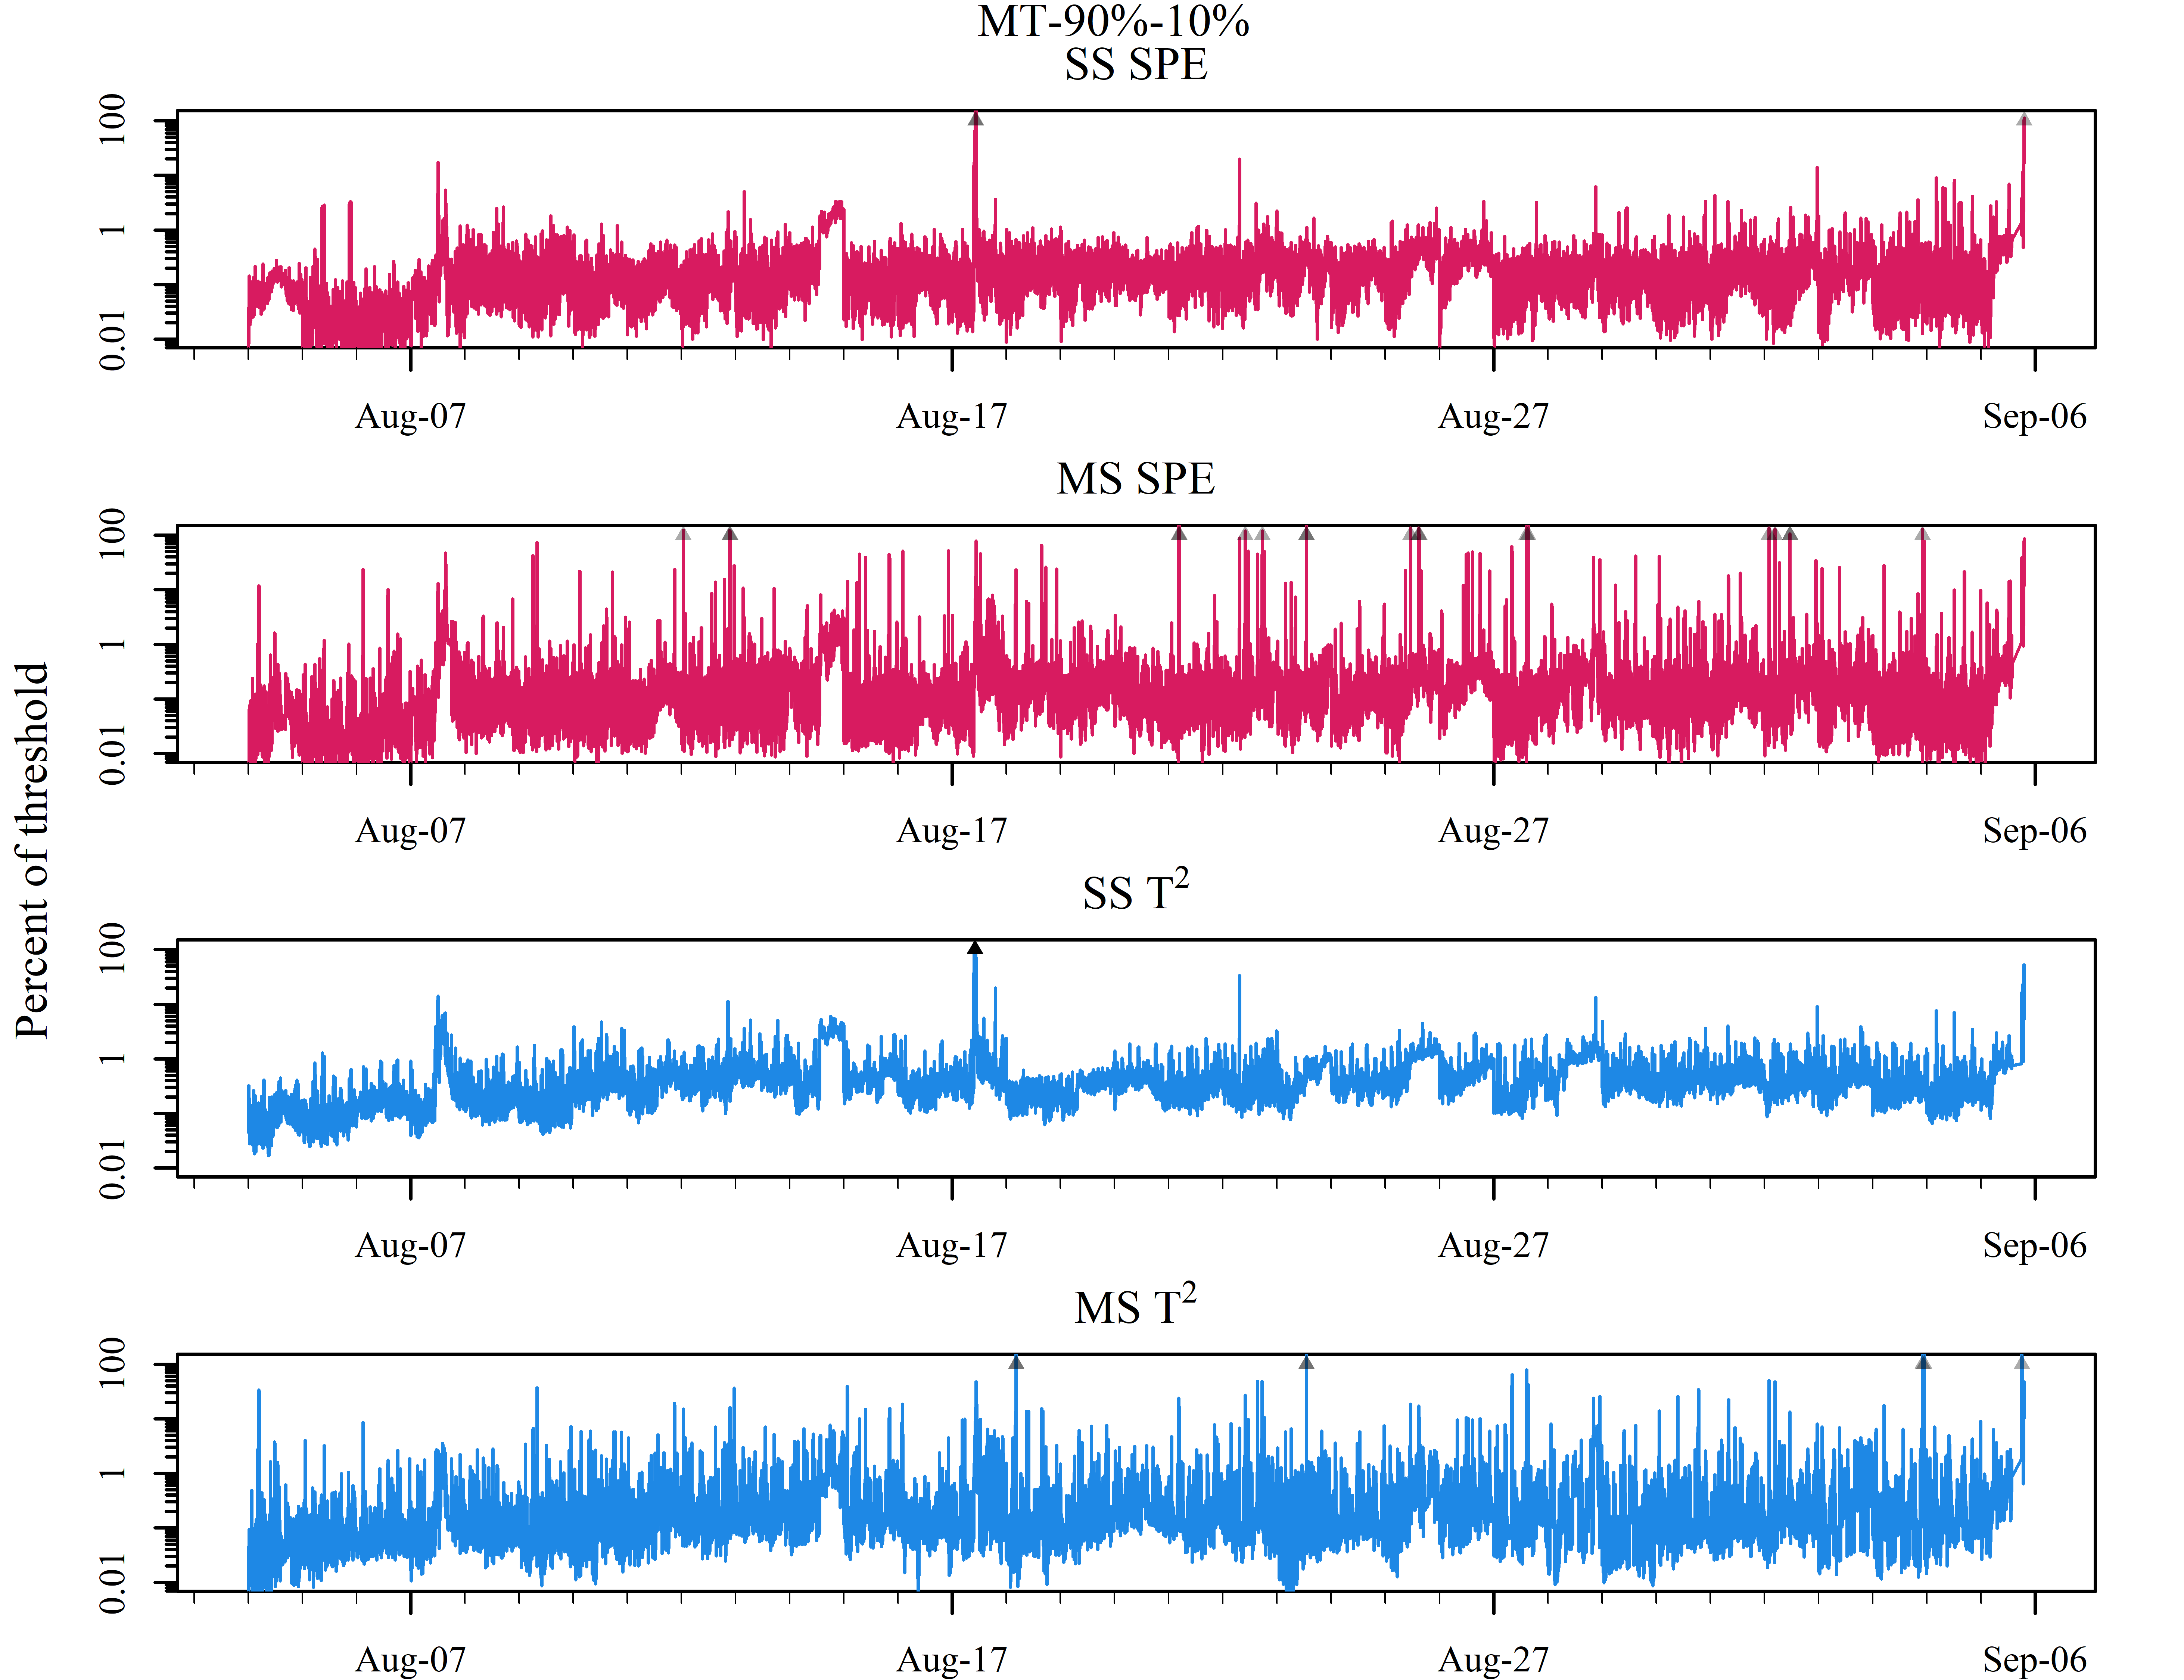 MT-90%-10%
SS SPE
100
1
0.01
Aug-07 Aug-17 Aug-27 Sep-06
MS SPE
100
1
0.01
Aug-07 Aug-17 Aug-27 Sep-06
Percent of threshold
SS T²
100
1
0.01
Aug-07 Aug-17 Aug-27 Sep-06
MS T²
100
1
0.01
Aug-07 Aug-17 Aug-27 Sep-06